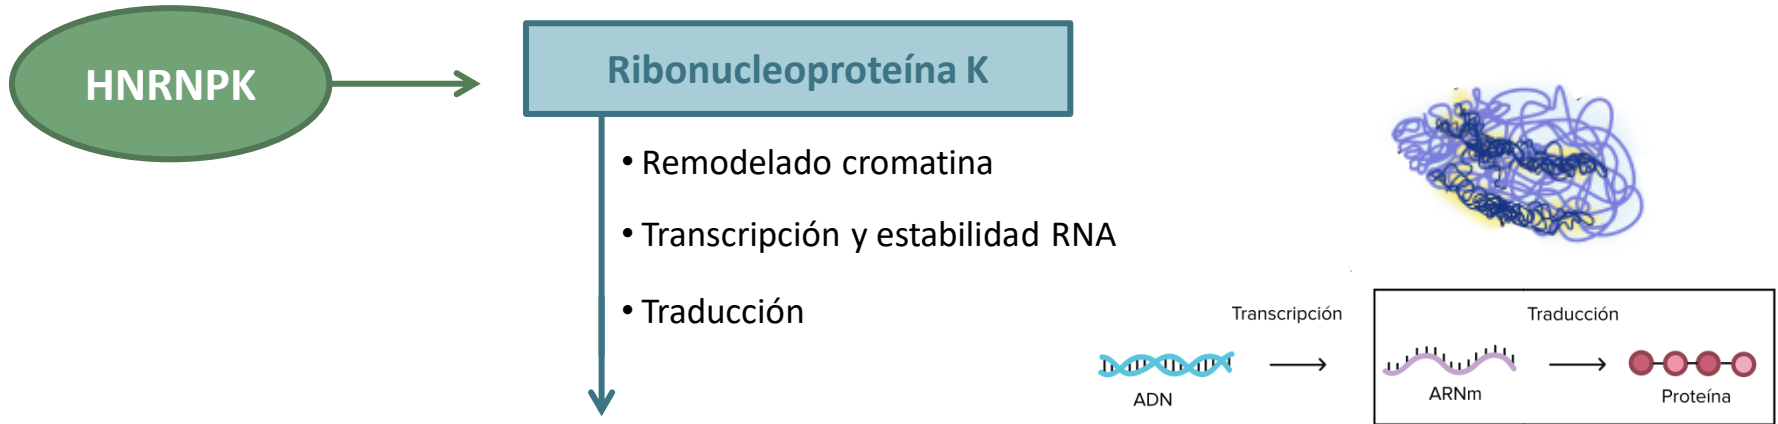 HNRNPK
Ribonucleoproteína K
• Remodelado cromatina
• Transcripción y estabilidad RNA
• Traducción
Transcripción
Traducción
ADN
ARNm
Proteína